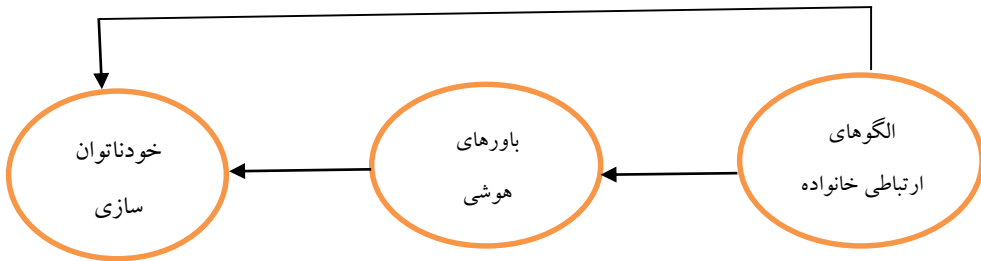 الگوهای
ارتباطی خانواده
باورهای
هوشی
خودناتوان
سازی